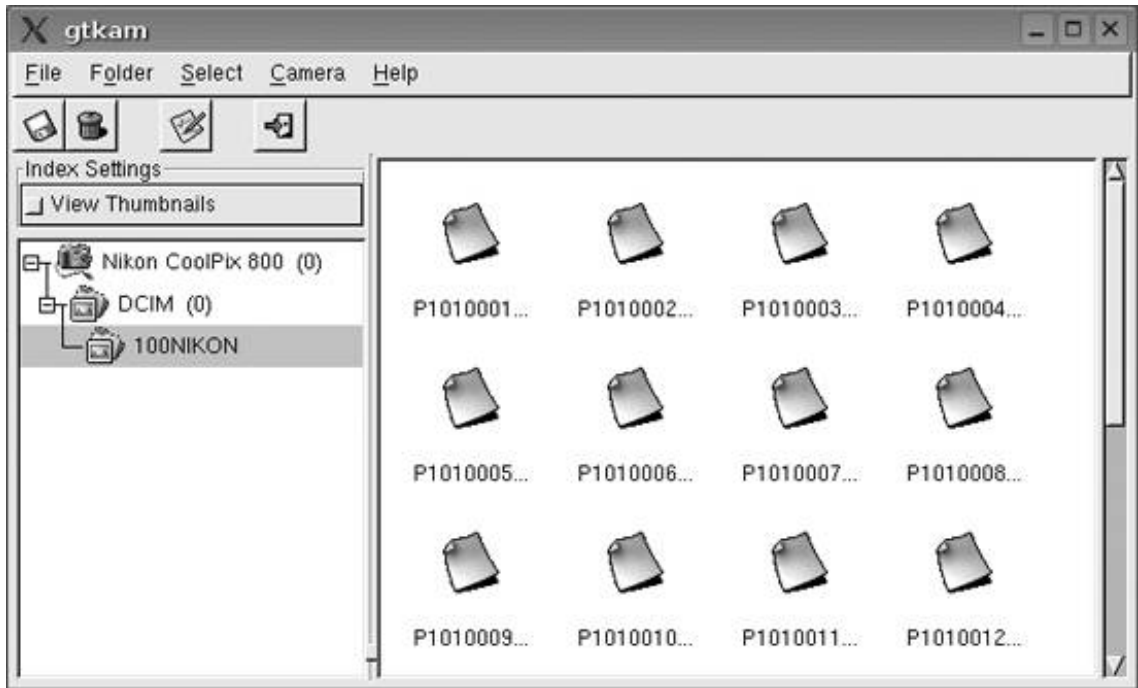 gtkam
File Folder Select Camera Help
Index Settings
View Thumbnails
Nikon CoolPix 800 (0)
DCIM (0)
100NIKON
P1010001... P1010002... P1010003... P1010004...
P1010005... P1010006... P1010007... P1010008...
P1010009... P1010010... P1010011... P1010012...